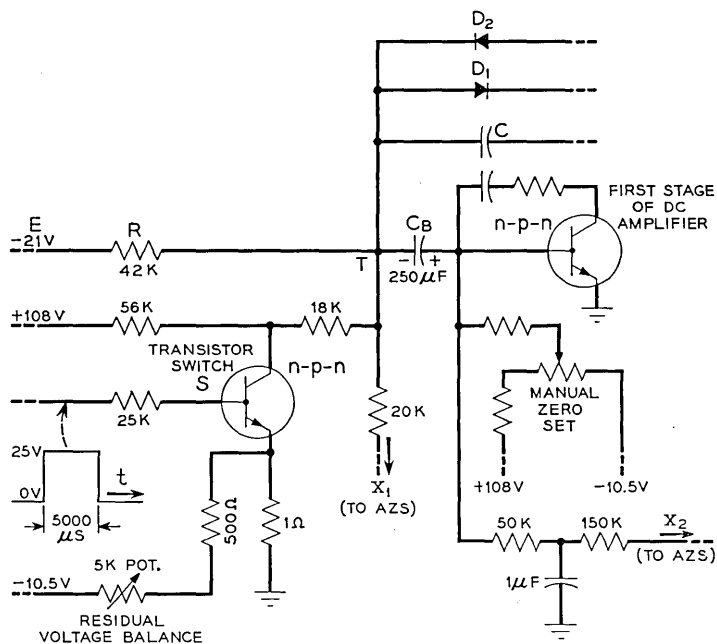 D2
D1
C
FIRST STAGE
OF DC
AMPLIFIER
n-p-n
E
-21V
R
42K
T
CB
- +
250μF
+108V
56K
18K
TRANSISTOR
SWITCH
S
n-p-n
25K
20K
X1
(TO AZS)
MANUAL
ZERO
SET
+108V
-10.5V
25V
0V
t
5000
μS
500Ω
1Ω
50K
150K
X2
(TO AZS)
1μF
-10.5V
5K POT.
RESIDUAL
VOLTAGE BALANCE